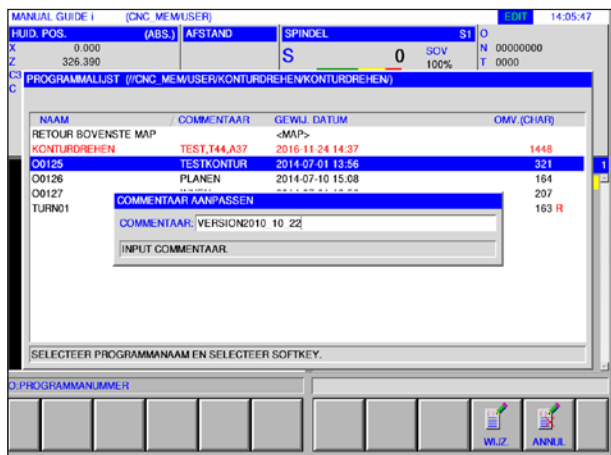 MANUAL GUIDE i (CNC_MEM/USER) EDIT 14:05:47
HUID. POS. (ABS.) AFSTAND SPINDEL S1 O
X 0.000 S 0 SOV N 00000000
Z 326.390 100% T 0000
C3 PROGRAMMALIJST (//CNC_MEM/USER/KONTURDREHEN/KONTURDREHEN/)
C
NAAM / COMMENTAAR GEWIJ. DATUM OMV.(CHAR)
RETOUR BOVENSTE MAP <MAP>
KONTURDREHEN TEST,T44,A37 2016-11-24 14:37 1448
O0125 TESTKONTUR 2014-07-01 13:56 321 1
O0126 PLANEN 2014-07-10 15:08 164
O0127 207
TURN01 163 R
COMMENTAAR AANPASSEN
COMMENTAAR: VERSION2010_10_22
INPUT COMMENTAAR.
SELECTEER PROGRAMMANAAM EN SELECTEER SOFTKEY.
O:PROGRAMMANUMMER
WIJZ. ANNUL.